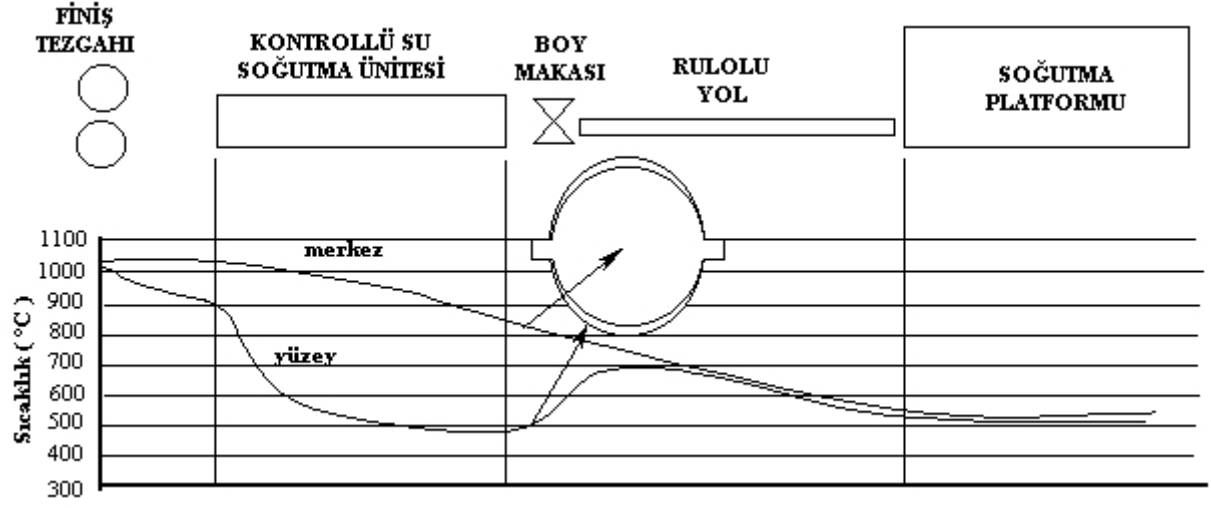 FİNİŞ
TEZGAHI
KONTROLLÜ SU
SOĞUTMA ÜNİTESİ
BOY
MAKASI
RULOLU
YOL
SOĞUTMA
PLATFORMU
merkez
yüzey
Sıcaklık ( °C )
1100
1000
900
800
700
600
500
400
300